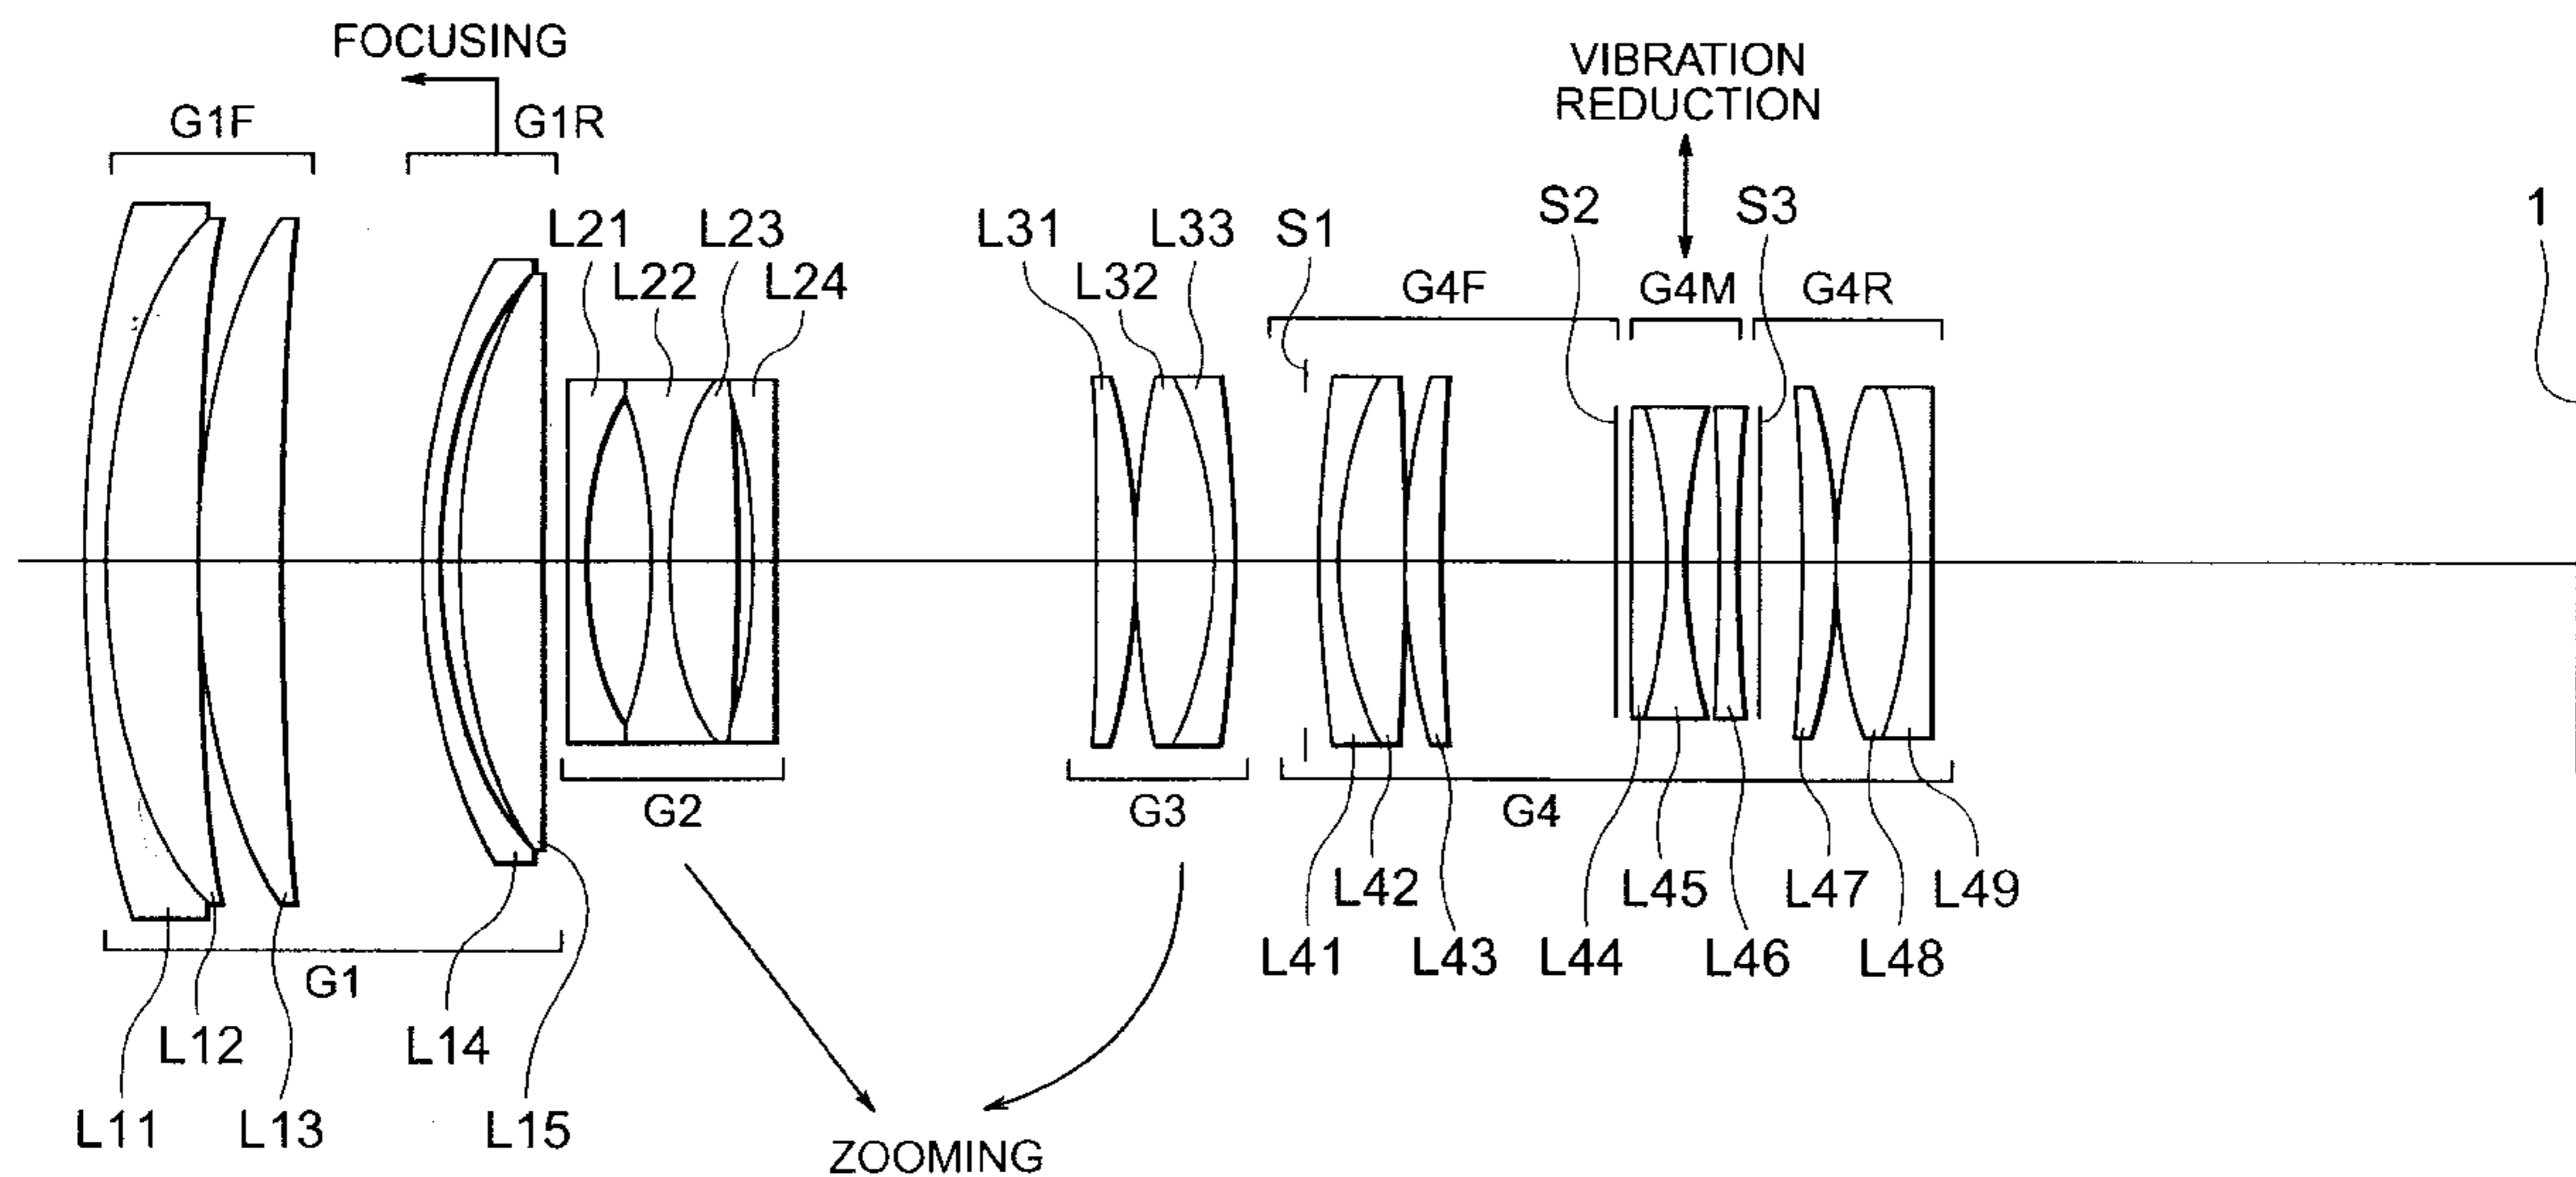 FOCUSING
VIBRATION
REDUCTION
G1F
G1R
L21
L23
L31
L33
S1
S2
S3
1
L22
L24
L32
G4F
G4M
G4R
G2
G3
G4
L42
L45
L47
L49
L41
L43
L44
L46
L48
G1
L12
L14
L11
L13
L15
ZOOMING